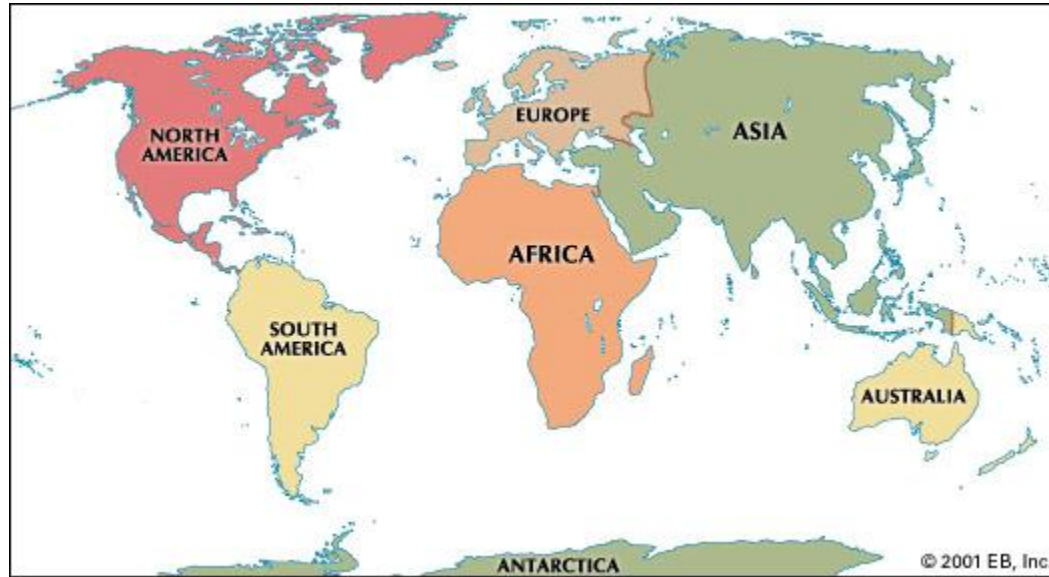 NORTH
AMERICA
EUROPE
ASIA
AFRICA
SOUTH
AMERICA
AUSTRALIA
ANTARCTICA
© 2001 EB, Inc